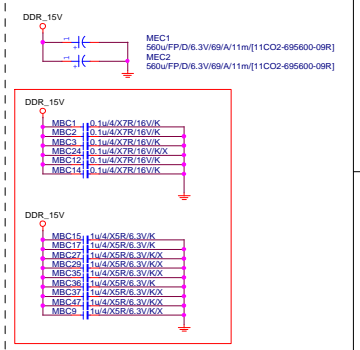 DDR_15V
1
MEC1
+
560u/FP/D/6.3V/69/A/11m/[11CO2-695600-09R]
1
MEC2
+
560u/FP/D/6.3V/69/A/11m/[11CO2-695600-09R]
DDR_15V
MBC1 0.1u/4/X7R/16V/K
MBC2 0.1u/4/X7R/16V/K
MBC3 0.1u/4/X7R/16V/K
MBC24 0.1u/4/X7R/16V/K/X
MBC12 0.1u/4/X7R/16V/K
MBC14 0.1u/4/X7R/16V/K
DDR_15V
MBC15 1u/4/X5R/6.3V/K
MBC17 1u/4/X5R/6.3V/K
MBC27 1u/4/X5R/6.3V/K/X
MBC29 1u/4/X5R/6.3V/K/X
MBC35 1u/4/X5R/6.3V/K/X
MBC36 1u/4/X5R/6.3V/K
MBC37 1u/4/X5R/6.3V/K/X
MBC47 1u/4/X5R/6.3V/K/X
MBC9 1u/4/X5R/6.3V/K/X